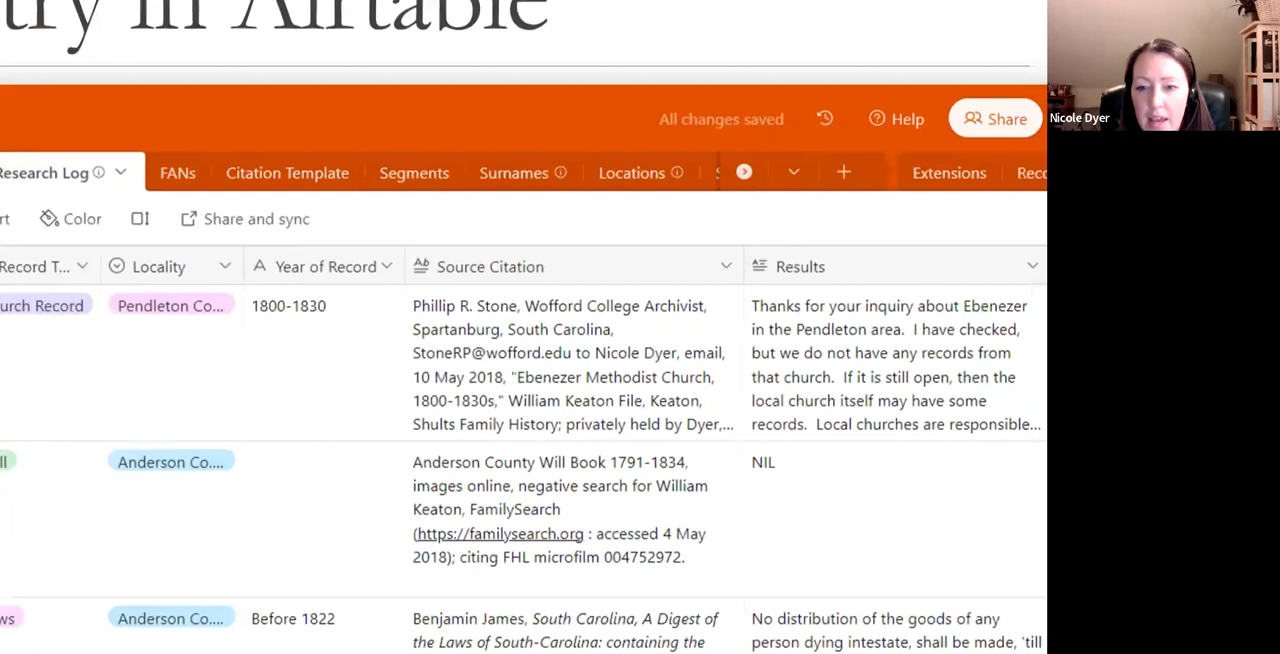 try in Airtable
All changes saved Help Share
Nicole Dyer
Research Log FANs Citation Template Segments Surnames Locations S Extensions Reco
rt Color Share and sync
Record T... Locality Year of Record Source Citation Results
urch Record Pendleton Co... 1800-1830
Phillip R. Stone, Wofford College Archivist,
Spartanburg, South Carolina,
StoneRP@wofford.edu to Nicole Dyer, email,
10 May 2018, "Ebenezer Methodist Church,
1800-1830s," William Keaton File, Keaton,
Shults Family History; privately held by Dyer,...
Thanks for your inquiry about Ebenezer
in the Pendleton area. I have checked,
but we do not have any records from
that church. If it is still open, then the
local church itself may have some
records. Local churches are responsible...
ll Anderson Co....
Anderson County Will Book 1791-1834,
images online, negative search for William
Keaton, FamilySearch
(https://familysearch.org : accessed 4 May
2018); citing FHL microfilm 004752972.
NIL
ws Anderson Co.... Before 1822
Benjamin James, South Carolina, A Digest of
the Laws of South-Carolina: containing the
No distribution of the goods of any
person dying intestate, shall be made, 'till